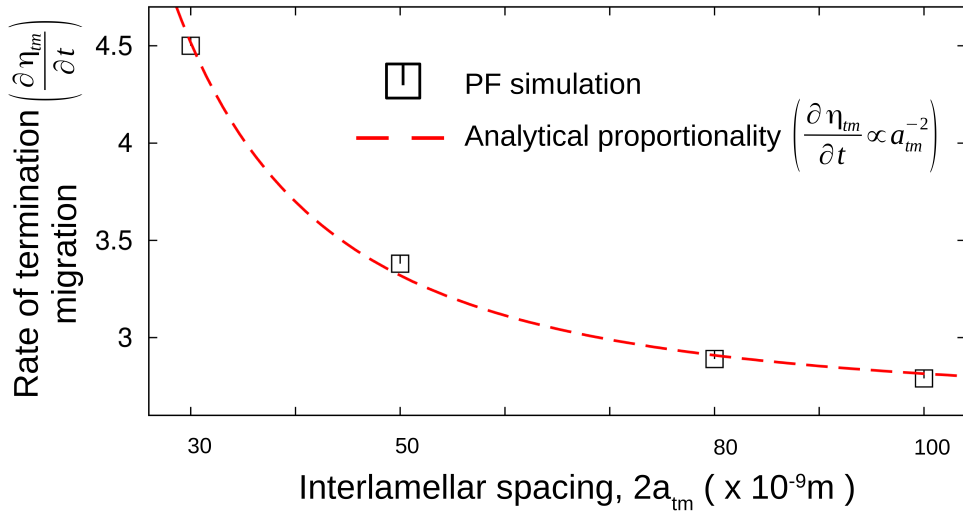 Rate of termination (∂η_tm/∂t)
migration
4.5
4
3.5
3
PF simulation
Analytical proportionality (∂η_tm/∂t ∝ a_tm^-2)
30 50 80 100
Interlamellar spacing, 2a_tm ( x 10^-9m )